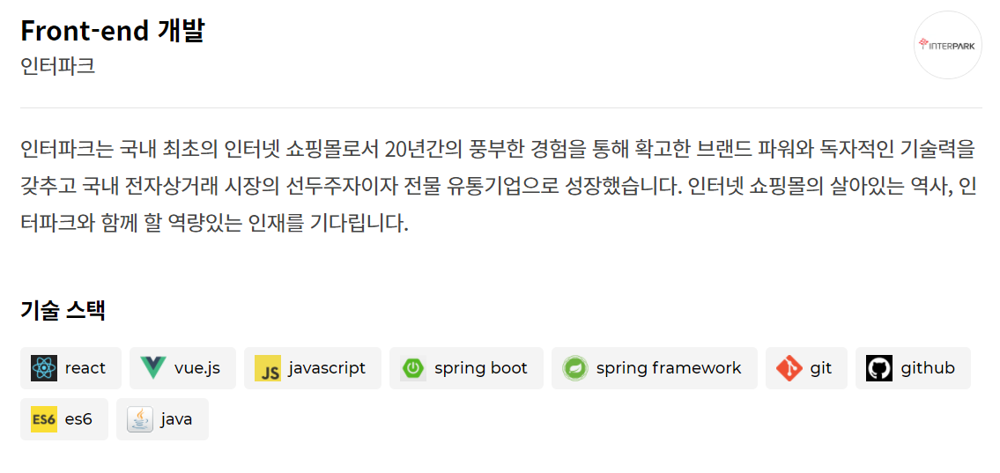 Front-end 개발
인터파크
INTERPARK
인터파크는 국내 최초의 인터넷 쇼핑몰로서 20년간의 풍부한 경험을 통해 확고한 브랜드 파워와 독자적인 기술력을
갖추고 국내 전자상거래 시장의 선두주자이자 전물 유통기업으로 성장했습니다. 인터넷 쇼핑몰의 살아있는 역사, 인
터파크와 함께 할 역량있는 인재를 기다립니다.
기술 스택
react vue.js JS javascript spring boot spring framework git github
ES6 es6 java